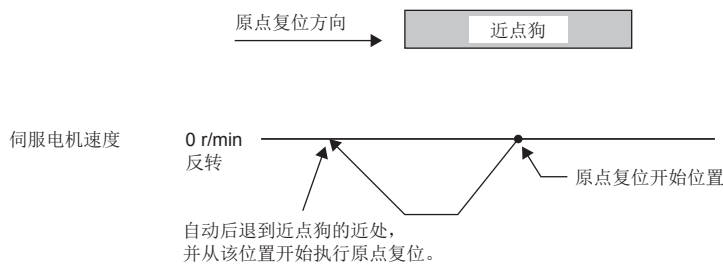 原点复位方向
近点狗
伺服电机速度
0 r/min
反转
原点复位开始位置
自动后退到近点狗的近处，
并从该位置开始执行原点复位。